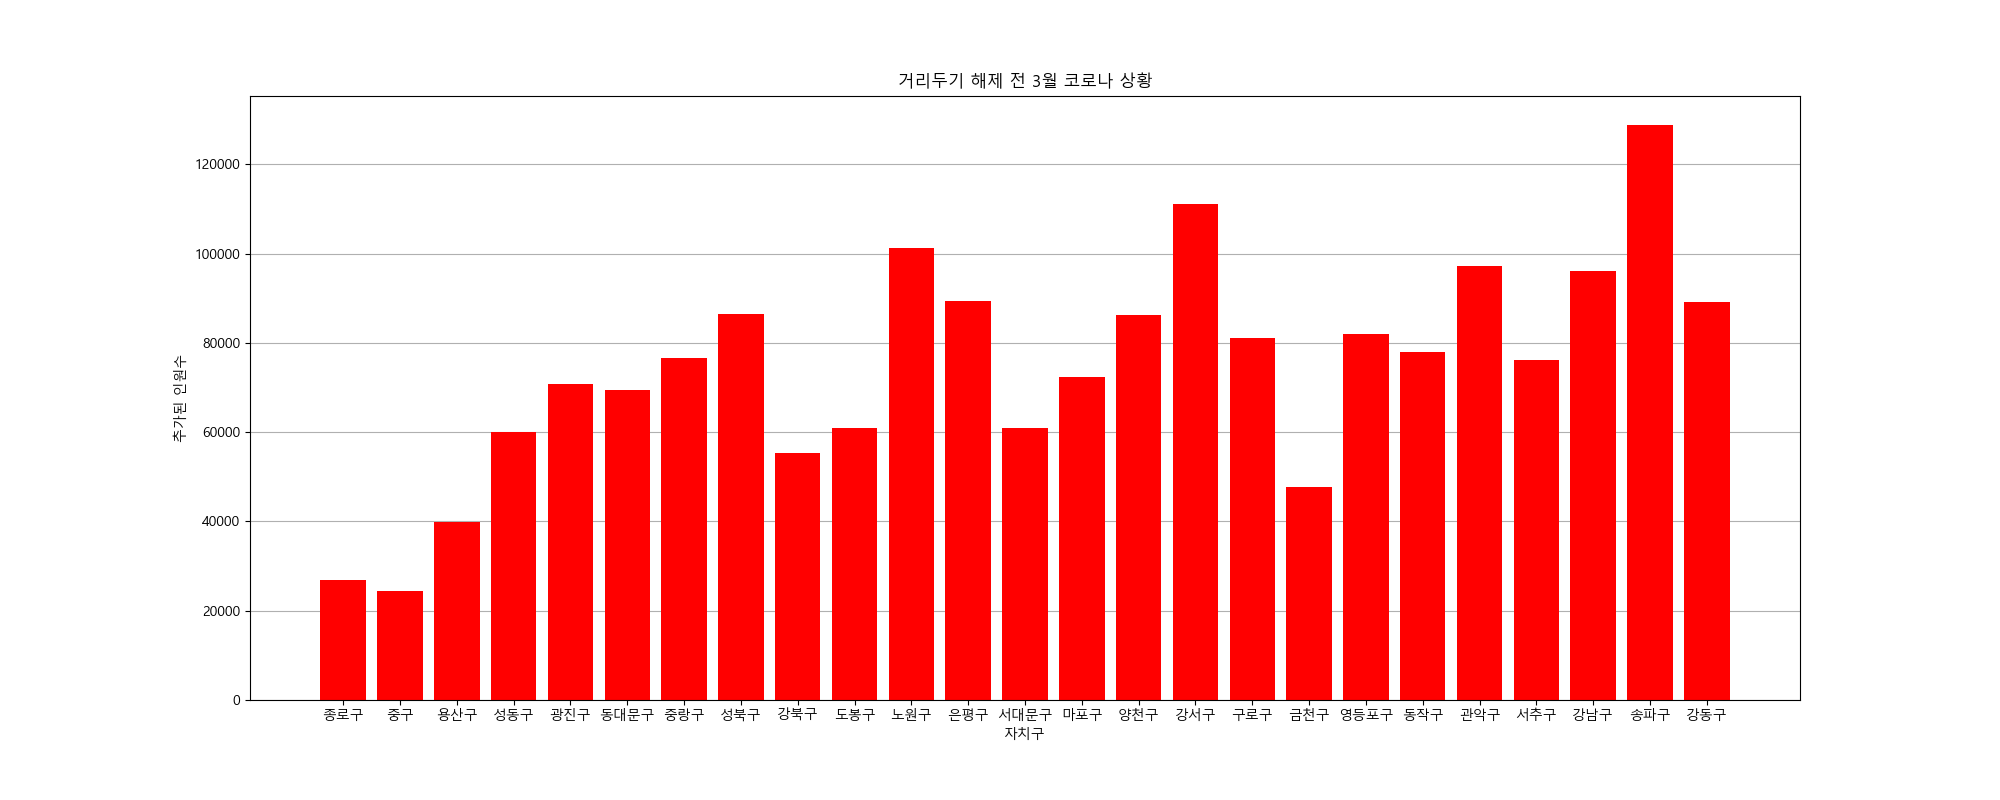 거리두기 해제 전 3월 코로나 상황
추가된 인원수
120000
100000
80000
60000
40000
20000
0
종로구 중구 용산구 성동구 광진구 동대문구 중랑구 성북구 강북구 도봉구 노원구 은평구 서대문구 마포구 양천구 강서구 구로구 금천구 영등포구 동작구 관악구 서추구 강남구 송파구 강동구
자치구